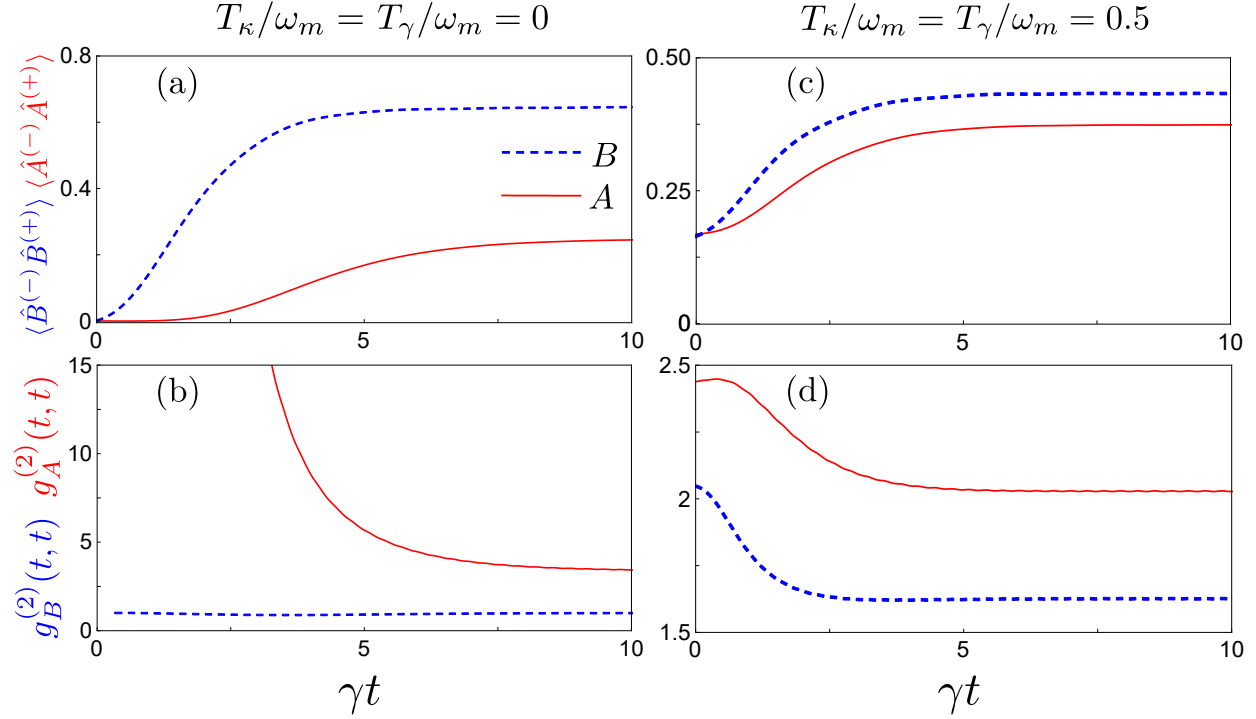 T_κ/ω_m = T_γ/ω_m = 0
T_κ/ω_m = T_γ/ω_m = 0.5
⟨B̂^(−) B̂^(+)⟩ ⟨Â^(−) Â^(+)⟩
(a)
0.8
0.4
0
0 5 10
B
A
(c)
0.50
0.25
0
0 5 10
g_B^(2)(t, t) g_A^(2)(t, t)
(b)
15
10
5
0
0 5 10
γt
(d)
2.5
2
1.5
0 5 10
γt